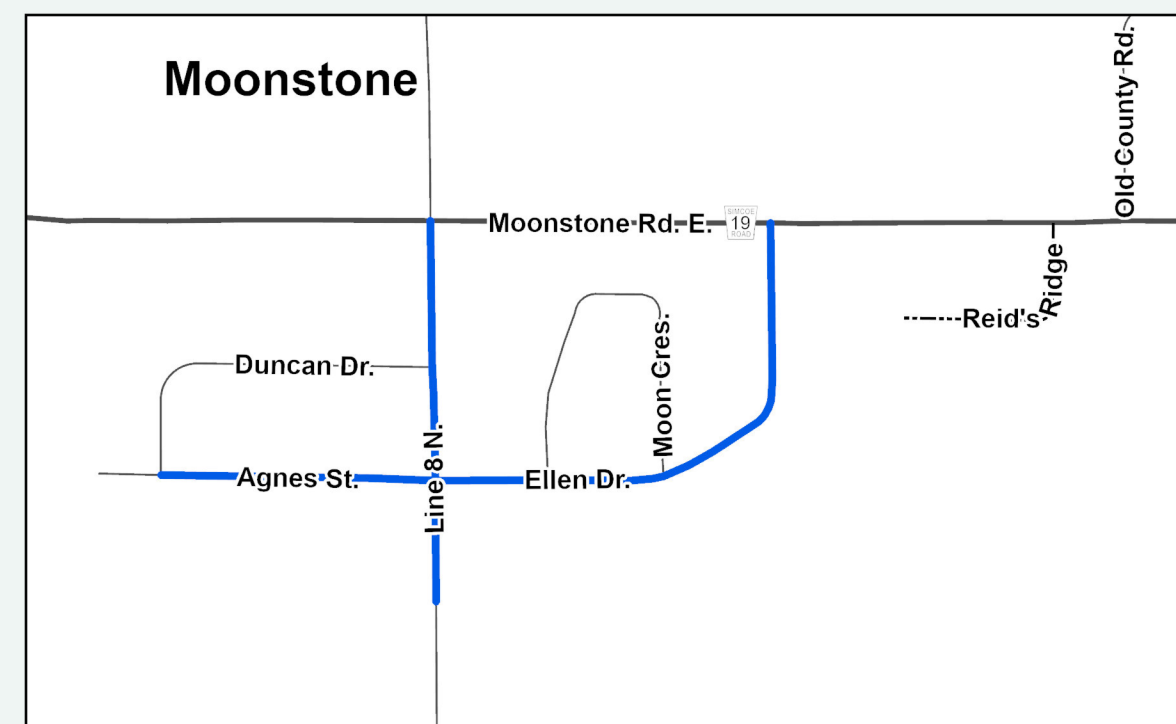 Moonstone
Old County Rd.
Moonstone Rd. E.
SIMCOE
19
ROAD
Ridge
Reid's
Moon Cres.
Duncan Dr.
Line 8 N.
Agnes St.
Ellen Dr.